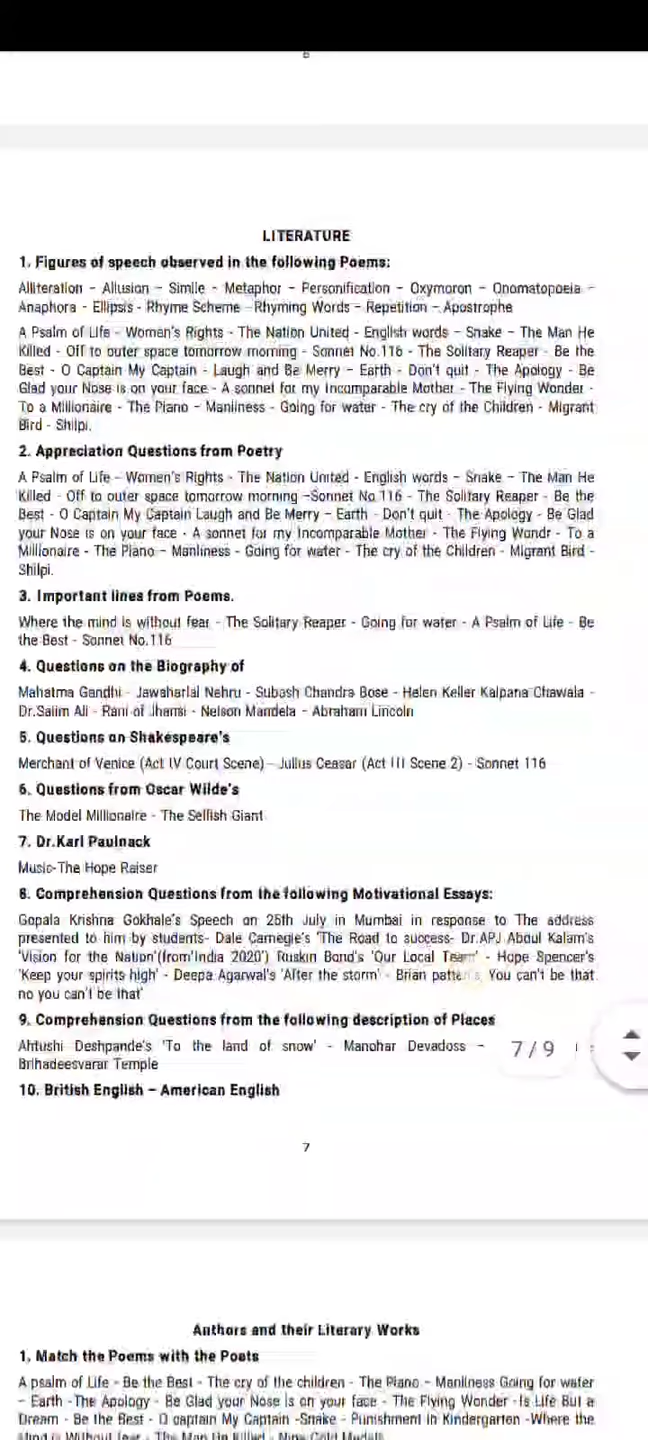 LITERATURE
1. Figures of speech observed in the following Poems:
Alliteration – Allusion – Simile - Metaphor – Personification - Oxymoron – Onomatopoeia –
Anaphora - Ellipsis - Rhyme Scheme - Rhyming Words – Repetition – Apostrophe
A Psalm of Life - Women's Rights - The Nation United - English words – Snake – The Man He
Killed - Off to outer space tomorrow morning - Sonnet No.116 - The Solitary Reaper - Be the
Best - O Captain My Captain - Laugh and Be Merry – Earth - Don't quit - The Apology - Be
Glad your Nose is on your face - A sonnet for my Incomparable Mother - The Flying Wonder -
To a Millionaire - The Piano – Manliness - Going for water - The cry of the Children - Migrant
Bird - Shilpi.
2. Appreciation Questions from Poetry
A Psalm of Life – Women's Rights - The Nation United - English words – Snake – The Man He
Killed - Off to outer space tomorrow morning –Sonnet No.116 - The Solitary Reaper - Be the
Best - O Captain My Captain Laugh and Be Merry – Earth - Don't quit - The Apology - Be Glad
your Nose is on your face - A sonnet for my Incomparable Mother - The Flying Wondr - To a
Millionaire - The Piano – Manliness - Going for water - The cry of the Children - Migrant Bird -
Shilpi.
3. Important lines from Poems.
Where the mind is without fear - The Solitary Reaper - Going for water - A Psalm of Life - Be
the Best - Sonnet No.116
4. Questions on the Biography of
Mahatma Gandhi - Jawaharlal Nehru - Subash Chandra Bose - Helen Keller Kalpana Chawala -
Dr.Salim Ali - Rani of Jhansi - Nelson Mandela – Abraham Lincoln
5. Questions on Shakespeare's
Merchant of Venice (Act IV Court Scene) – Julius Ceasar (Act III Scene 2) - Sonnet 116
6. Questions from Oscar Wilde's
The Model Millionaire - The Selfish Giant
7. Dr.Karl Paulnack
Music-The Hope Raiser
8. Comprehension Questions from the following Motivational Essays:
Gopala Krishna Gokhale's Speech on 25th July in Mumbai in response to The address
presented to him by students- Dale Carnegie's 'The Road to success- Dr.APJ Abdul Kalam's
'Vision for the Nation'(from'India 2020') Ruskin Bond's 'Our Local Team' - Hope Spencer's
'Keep your spirits high' - Deepa Agarwal's 'After the storm' - Brian You can't be that
no you can't be that'
9. Comprehension Questions from the following description of Places
Ahtushi Deshpande's 'To the land of snow' - Manohar Devadoss –
7 / 9
Brihadeesvarar Temple
10. British English – American English
7
Authors and their Literary Works
1. Match the Poems with the Poets
A psalm of Life - Be the Best - The cry of the children - The Piano – Manliness Going for water
– Earth -The Apology - Be Glad your Nose is on your face - The Flying Wonder -Is Life But a
Dream - Be the Best - O captain My Captain -Snake - Punishment in Kindergarten -Where the
Mind is Without fear - The Man He Killed - Nine Gold Medals